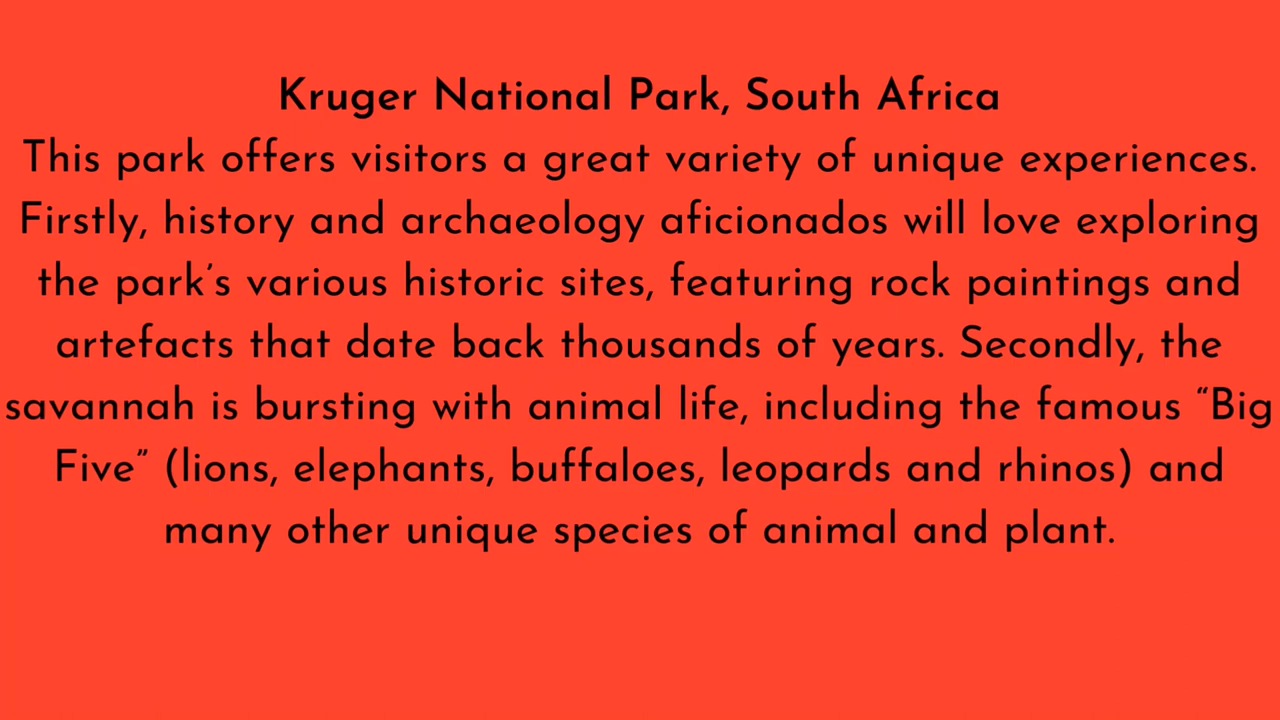 Kruger National Park, South Africa
This park offers visitors a great variety of unique experiences.
Firstly, history and archaeology aficionados will love exploring
the park’s various historic sites, featuring rock paintings and
artefacts that date back thousands of years. Secondly, the
savannah is bursting with animal life, including the famous “Big
Five” (lions, elephants, buffaloes, leopards and rhinos) and
many other unique species of animal and plant.